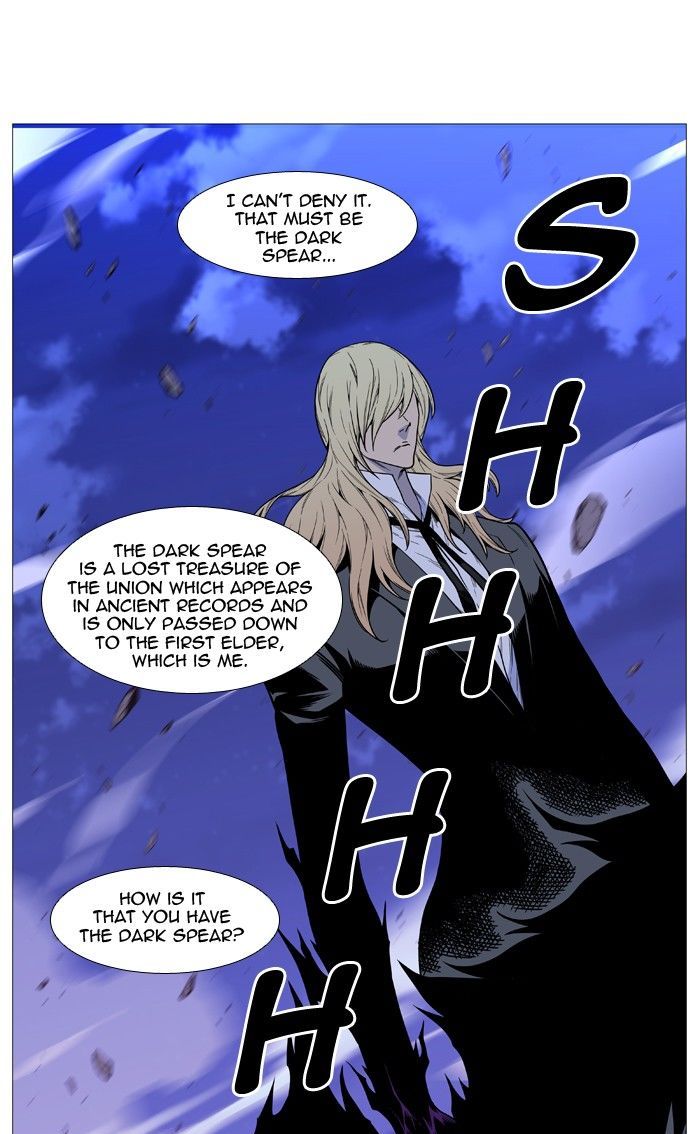 I CAN'T DENY IT.
THAT MUST BE
THE DARK
SPEAR...
S
H
H
H
H
THE DARK SPEAR
IS A LOST TREASURE OF
THE UNION WHICH APPEARS
IN ANCIENT RECORDS AND
IS ONLY PASSED DOWN
TO THE FIRST ELDER,
WHICH IS ME.
HOW IS IT
THAT YOU HAVE
THE DARK SPEAR?